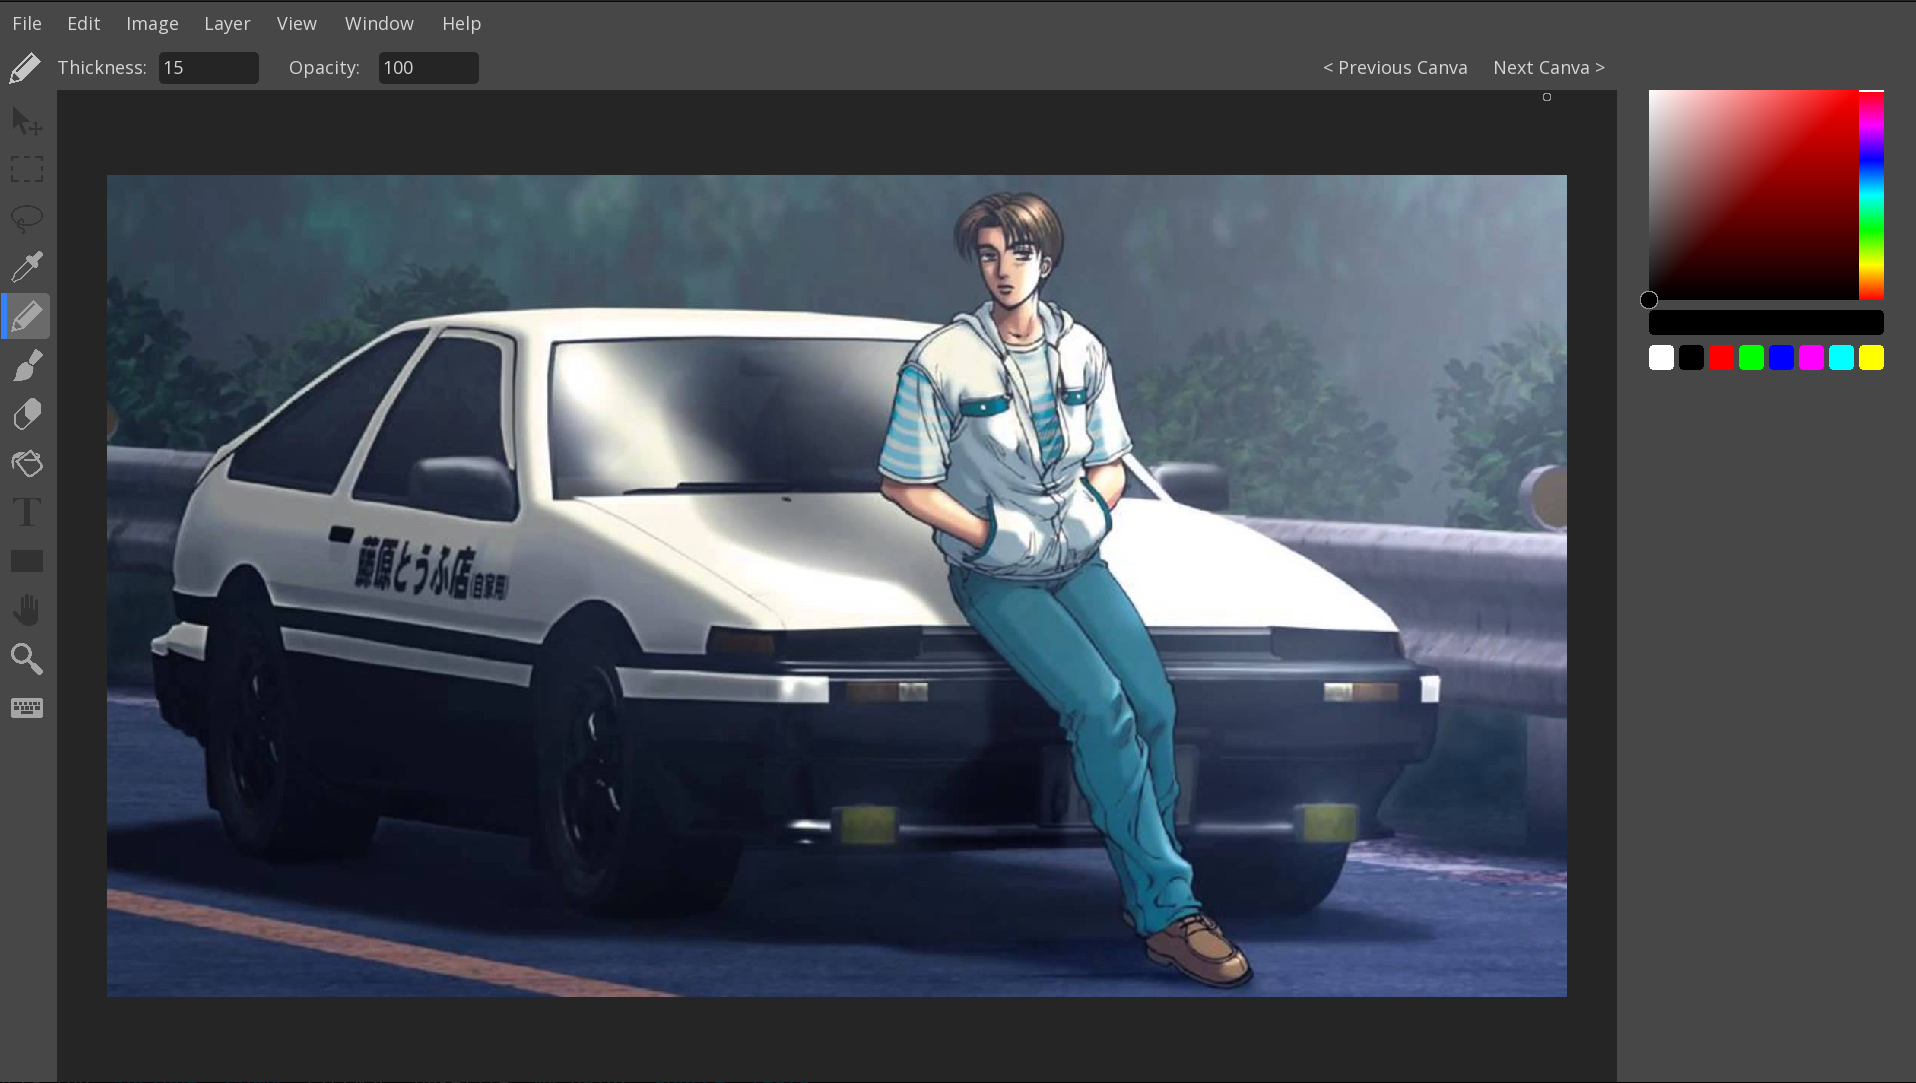 File Edit Image Layer View Window Help
Thickness: 15 Opacity: 100 < Previous Canva Next Canva >
T
藤原とうふ店(自家用)